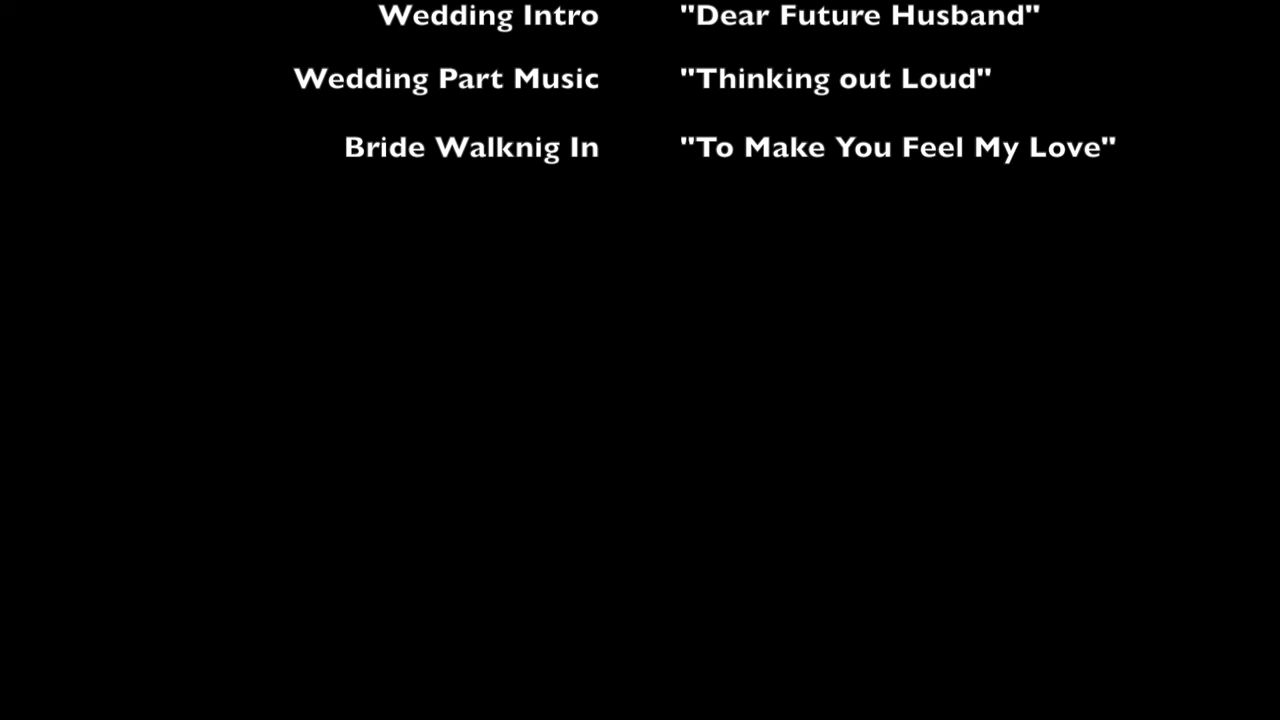 Wedding Intro "Dear Future Husband"
Wedding Part Music "Thinking out Loud"
Bride Walknig In "To Make You Feel My Love"